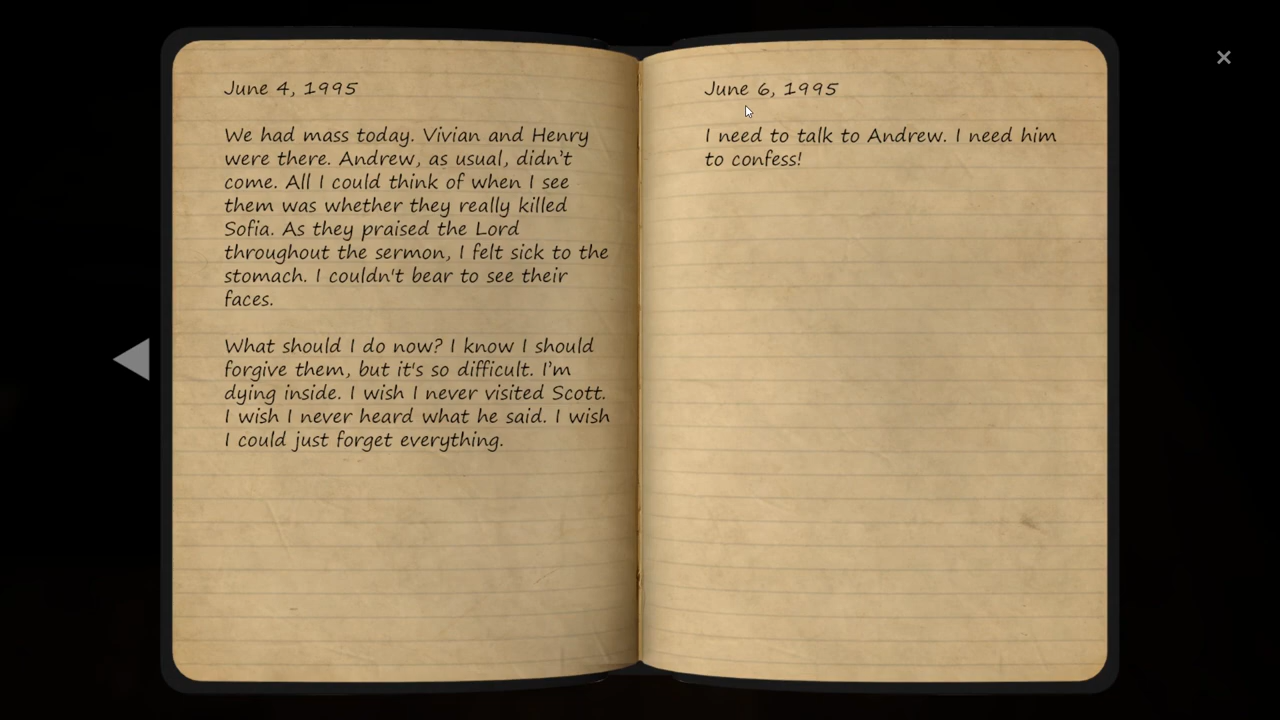 June 4, 1995
We had mass today. Vivian and Henry
were there. Andrew, as usual, didn't
come. All I could think of when I see
them was whether they really killed
Sofia. As they praised the Lord
throughout the sermon, I felt sick to the
stomach. I couldn't bear to see their
faces.
What should I do now? I know I should
forgive them, but it's so difficult. I'm
dying inside. I wish I never visited Scott.
I wish I never heard what he said. I wish
I could just forget everything.
June 6, 1995
I need to talk to Andrew. I need him
to confess!